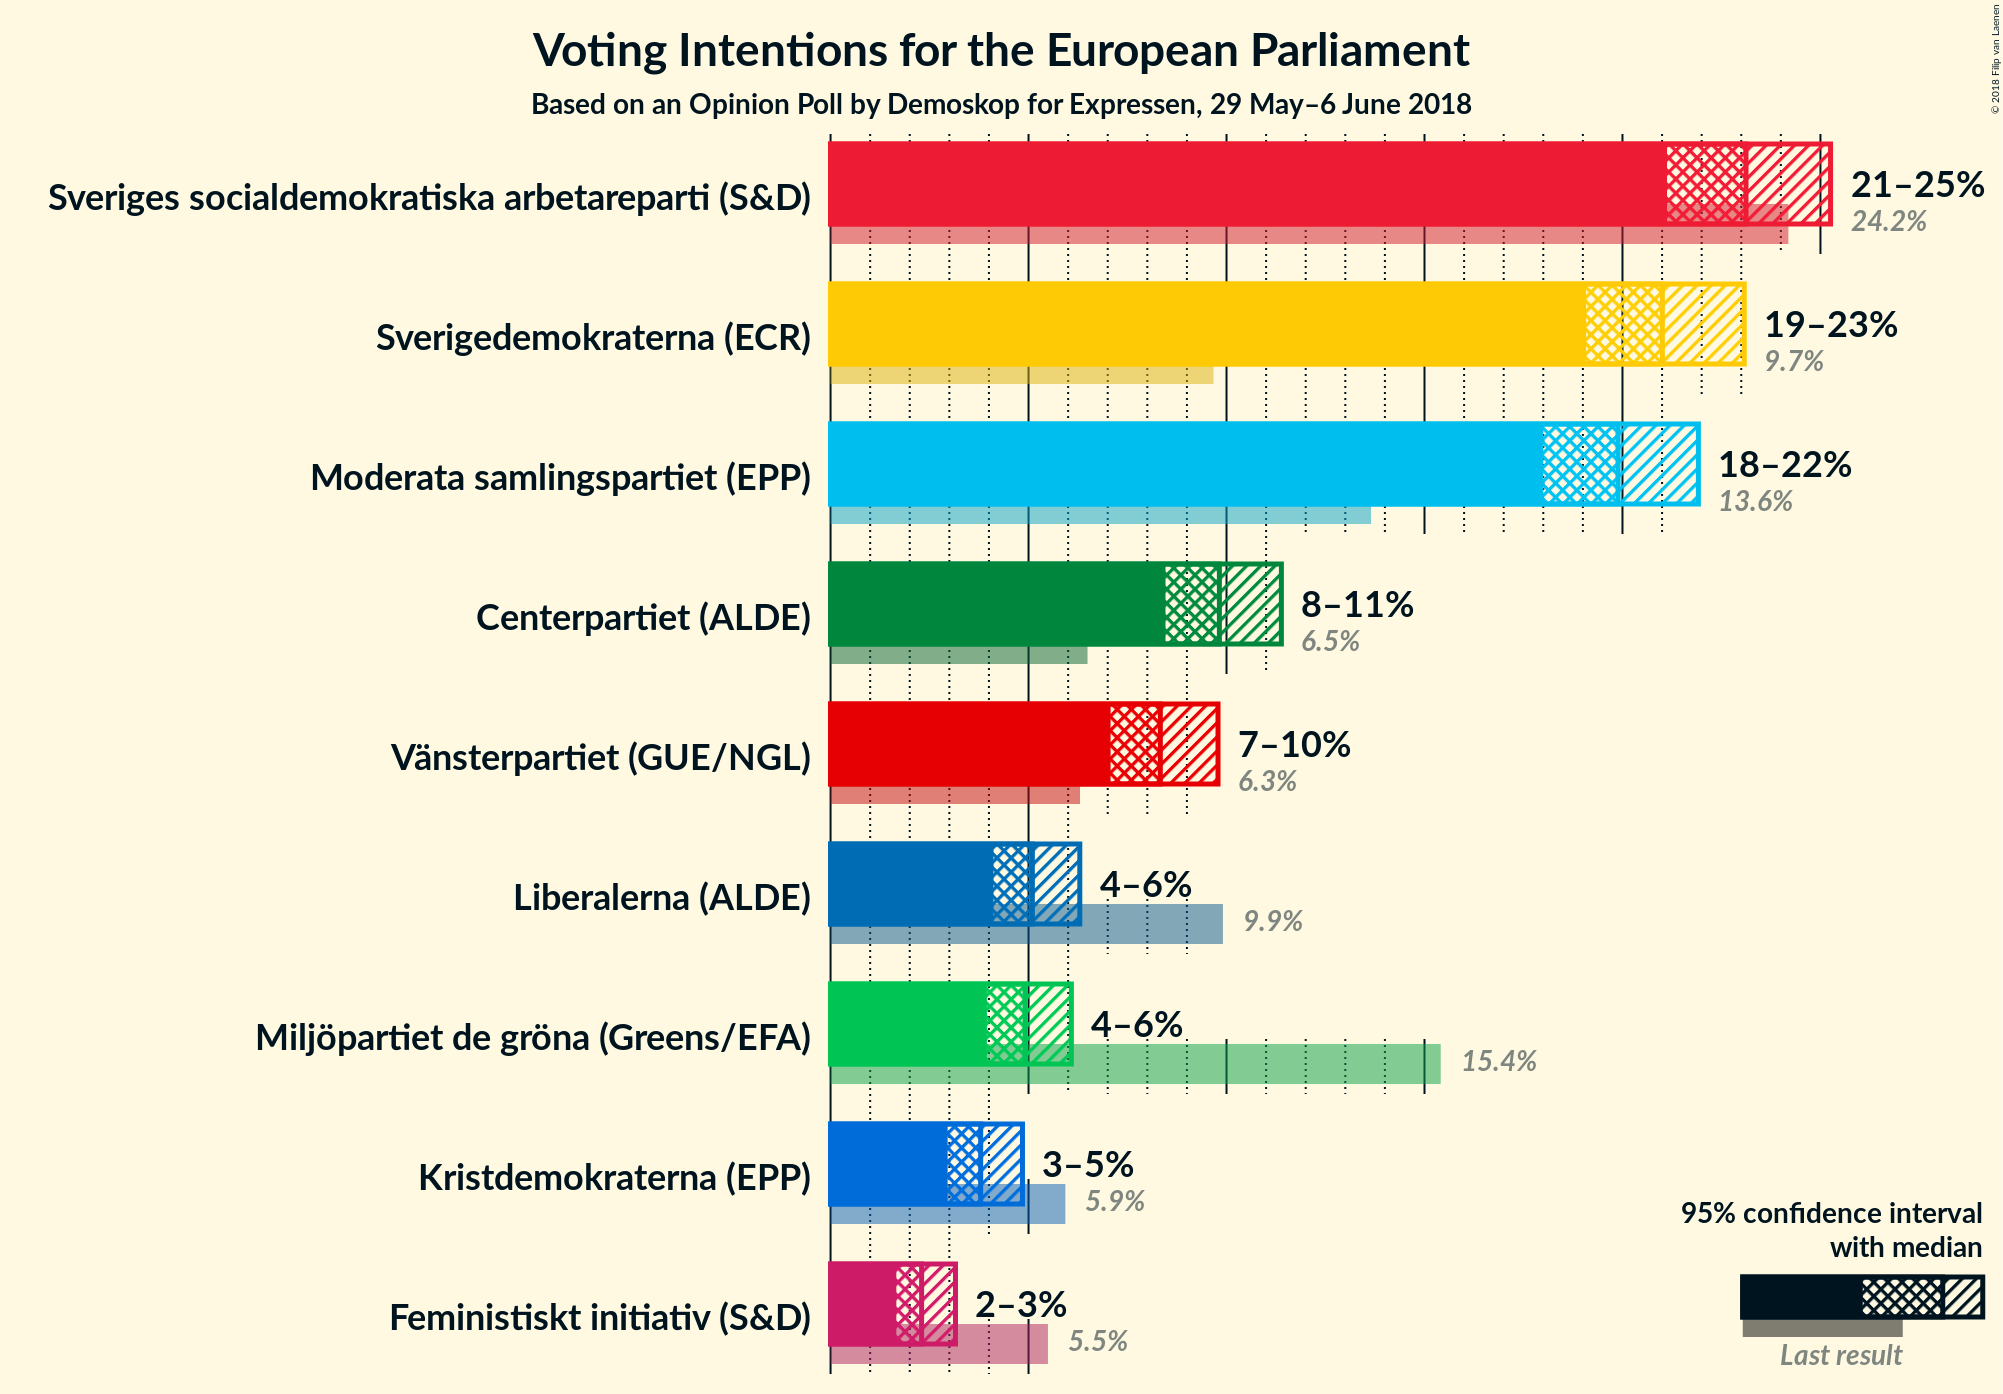 Voting Intentions for the European Parliament
Based on an Opinion Poll by Demoskop for Expressen, 29 May–6 June 2018
© 2018 Filip van Laenen
Sveriges socialdemokratiska arbetareparti (S&D)
21–25%
24.2%
Sverigedemokraterna (ECR)
19–23%
9.7%
Moderata samlingspartiet (EPP)
18–22%
13.6%
Centerpartiet (ALDE)
8–11%
6.5%
Vänsterpartiet (GUE/NGL)
7–10%
6.3%
Liberalerna (ALDE)
4–6%
9.9%
Miljöpartiet de gröna (Greens/EFA)
4–6%
15.4%
Kristdemokraterna (EPP)
3–5%
5.9%
Feministiskt initiativ (S&D)
2–3%
5.5%
95% confidence interval
with median
Last result